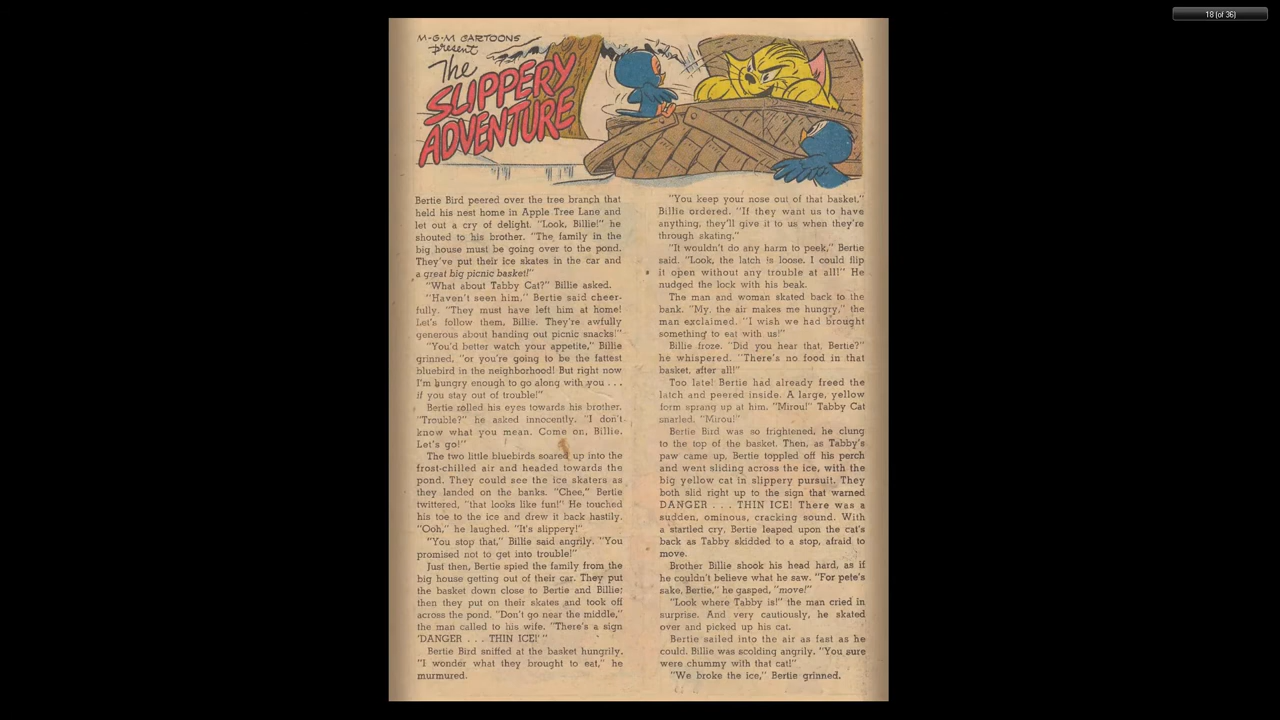 18 (of 36)
M-G-M CARTOONS
present
The
SLIPPERY
ADVENTURE
Bertie Bird peered over the tree branch that
held his nest home in Apple Tree Lane and
let out a cry of delight. "Look, Billie!" he
shouted to his brother. "The family in the
big house must be going over to the pond.
They've put their ice skates in the car and
a great big picnic basket!"
"What about Tabby Cat?" Billie asked.
"Haven't seen him," Bertie said cheer-
fully. "They must have left him at home!
Let's follow them, Billie. They're awfully
generous about handing out picnic snacks!"
"You'd better watch your appetite," Billie
grinned, "or you're going to be the fattest
bluebird in the neighborhood! But right now
I'm hungry enough to go along with you . . .
if you stay out of trouble!"
Bertie rolled his eyes towards his brother.
"Trouble?" he asked innocently. "I don't
know what you mean. Come on, Billie.
Let's go!"
The two little bluebirds soared up into the
frost-chilled air and headed towards the
pond. They could see the ice skaters as
they landed on the banks. "Chee," Bertie
twittered, "that looks like fun!" He touched
his toe to the ice and drew it back hastily.
"Ooh," he laughed. "It's slippery!"
"You stop that," Billie said angrily. "You
promised not to get into trouble!"
Just then, Bertie spied the family from the
big house getting out of their car. They put
the basket down close to Bertie and Billie;
then they put on their skates and took off
across the pond. "Don't go near the middle,"
the man called to his wife. "There's a sign
'DANGER . . . THIN ICE!' "
Bertie Bird sniffed at the basket hungrily.
"I wonder what they brought to eat," he
murmured.
"You keep your nose out of that basket,"
Billie ordered. "If they want us to have
anything, they'll give it to us when they're
through skating."
"It wouldn't do any harm to peek," Bertie
said. "Look, the latch is loose. I could flip
it open without any trouble at all!" He
nudged the lock with his beak.
The man and woman skated back to the
bank. "My, the air makes me hungry," the
man exclaimed. "I wish we had brought
something to eat with us!"
Billie froze. "Did you hear that, Bertie?"
he whispered. "There's no food in that
basket, after all!"
Too late! Bertie had already freed the
latch and peered inside. A large, yellow
form sprang up at him. "Mirou!" Tabby Cat
snarled. "Mirou!"
Bertie Bird was so frightened, he clung
to the top of the basket. Then, as Tabby's
paw came up, Bertie toppled off his perch
and went sliding across the ice, with the
big yellow cat in slippery pursuit. They
both slid right up to the sign that warned
DANGER . . . THIN ICE! There was a
sudden, ominous, cracking sound. With
a startled cry, Bertie leaped upon the cat's
back as Tabby skidded to a stop, afraid to
move.
Brother Billie shook his head hard, as if
he couldn't believe what he saw. "For pete's
sake, Bertie," he gasped, "move!"
"Look where Tabby is!" the man cried in
surprise. And very cautiously, he skated
over and picked up his cat.
Bertie sailed into the air as fast as he
could. Billie was scolding angrily. "You sure
were chummy with that cat!"
"We broke the ice," Bertie grinned.